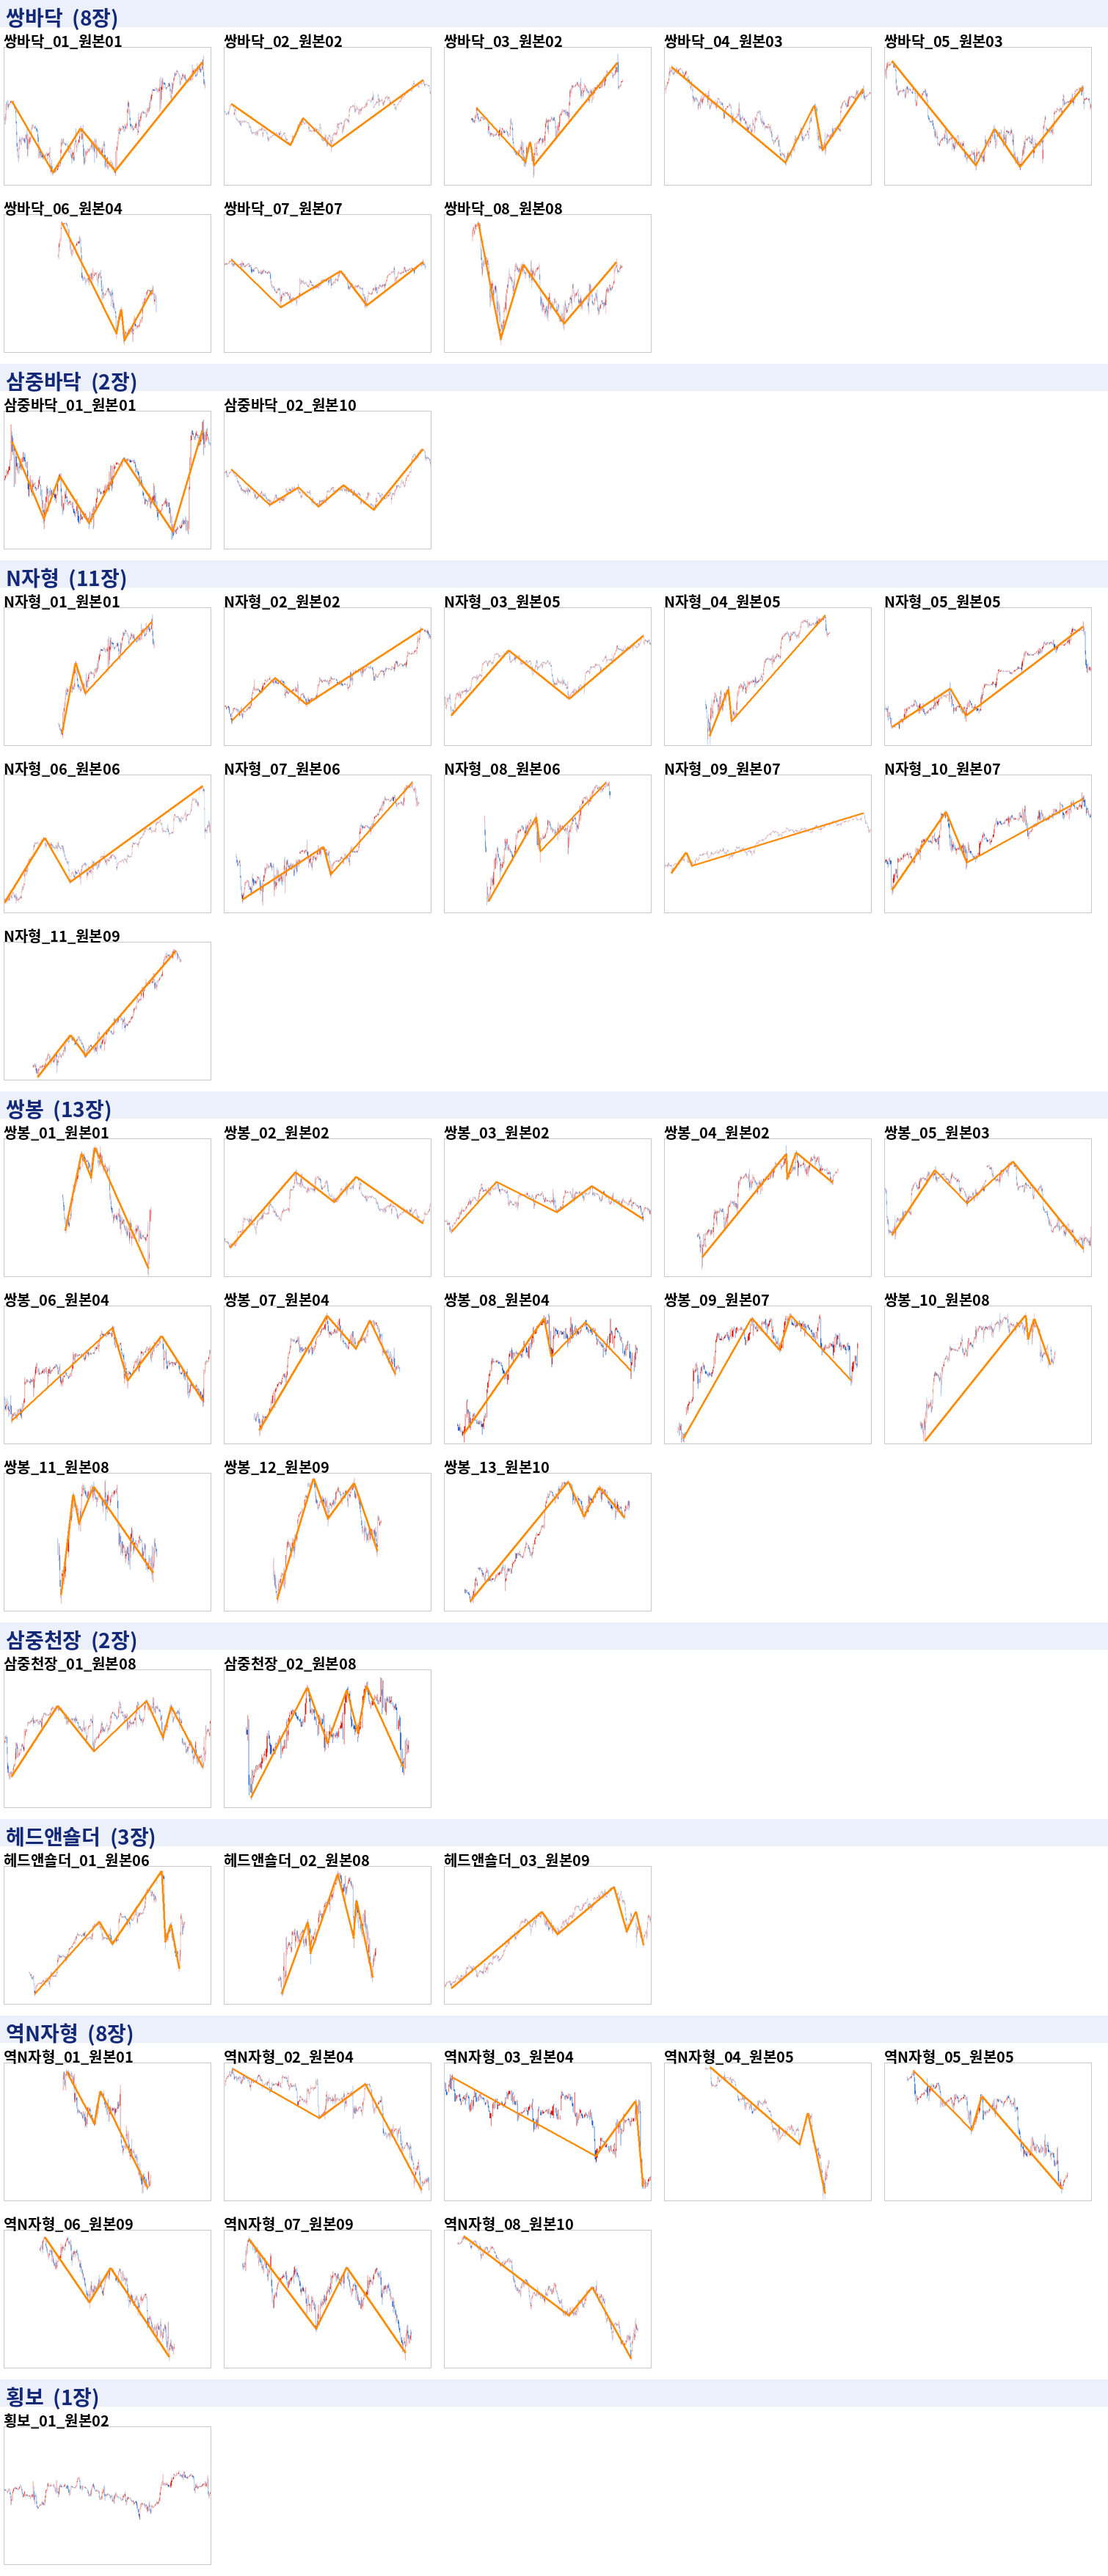 쌍바닥 (8장)
쌍바닥_01_원본01 쌍바닥_02_원본02 쌍바닥_03_원본02 쌍바닥_04_원본03 쌍바닥_05_원본03
쌍바닥_06_원본04 쌍바닥_07_원본07 쌍바닥_08_원본08
삼중바닥 (2장)
삼중바닥_01_원본01 삼중바닥_02_원본10
N자형 (11장)
N자형_01_원본01 N자형_02_원본02 N자형_03_원본05 N자형_04_원본05 N자형_05_원본05
N자형_06_원본06 N자형_07_원본06 N자형_08_원본06 N자형_09_원본07 N자형_10_원본07
N자형_11_원본09
쌍봉 (13장)
쌍봉_01_원본01 쌍봉_02_원본02 쌍봉_03_원본02 쌍봉_04_원본02 쌍봉_05_원본03
쌍봉_06_원본04 쌍봉_07_원본04 쌍봉_08_원본04 쌍봉_09_원본07 쌍봉_10_원본08
쌍봉_11_원본08 쌍봉_12_원본09 쌍봉_13_원본10
삼중천장 (2장)
삼중천장_01_원본08 삼중천장_02_원본08
헤드앤숄더 (3장)
헤드앤숄더_01_원본06 헤드앤숄더_02_원본08 헤드앤숄더_03_원본09
역N자형 (8장)
역N자형_01_원본01 역N자형_02_원본04 역N자형_03_원본04 역N자형_04_원본05 역N자형_05_원본05
역N자형_06_원본09 역N자형_07_원본09 역N자형_08_원본10
횡보 (1장)
횡보_01_원본02